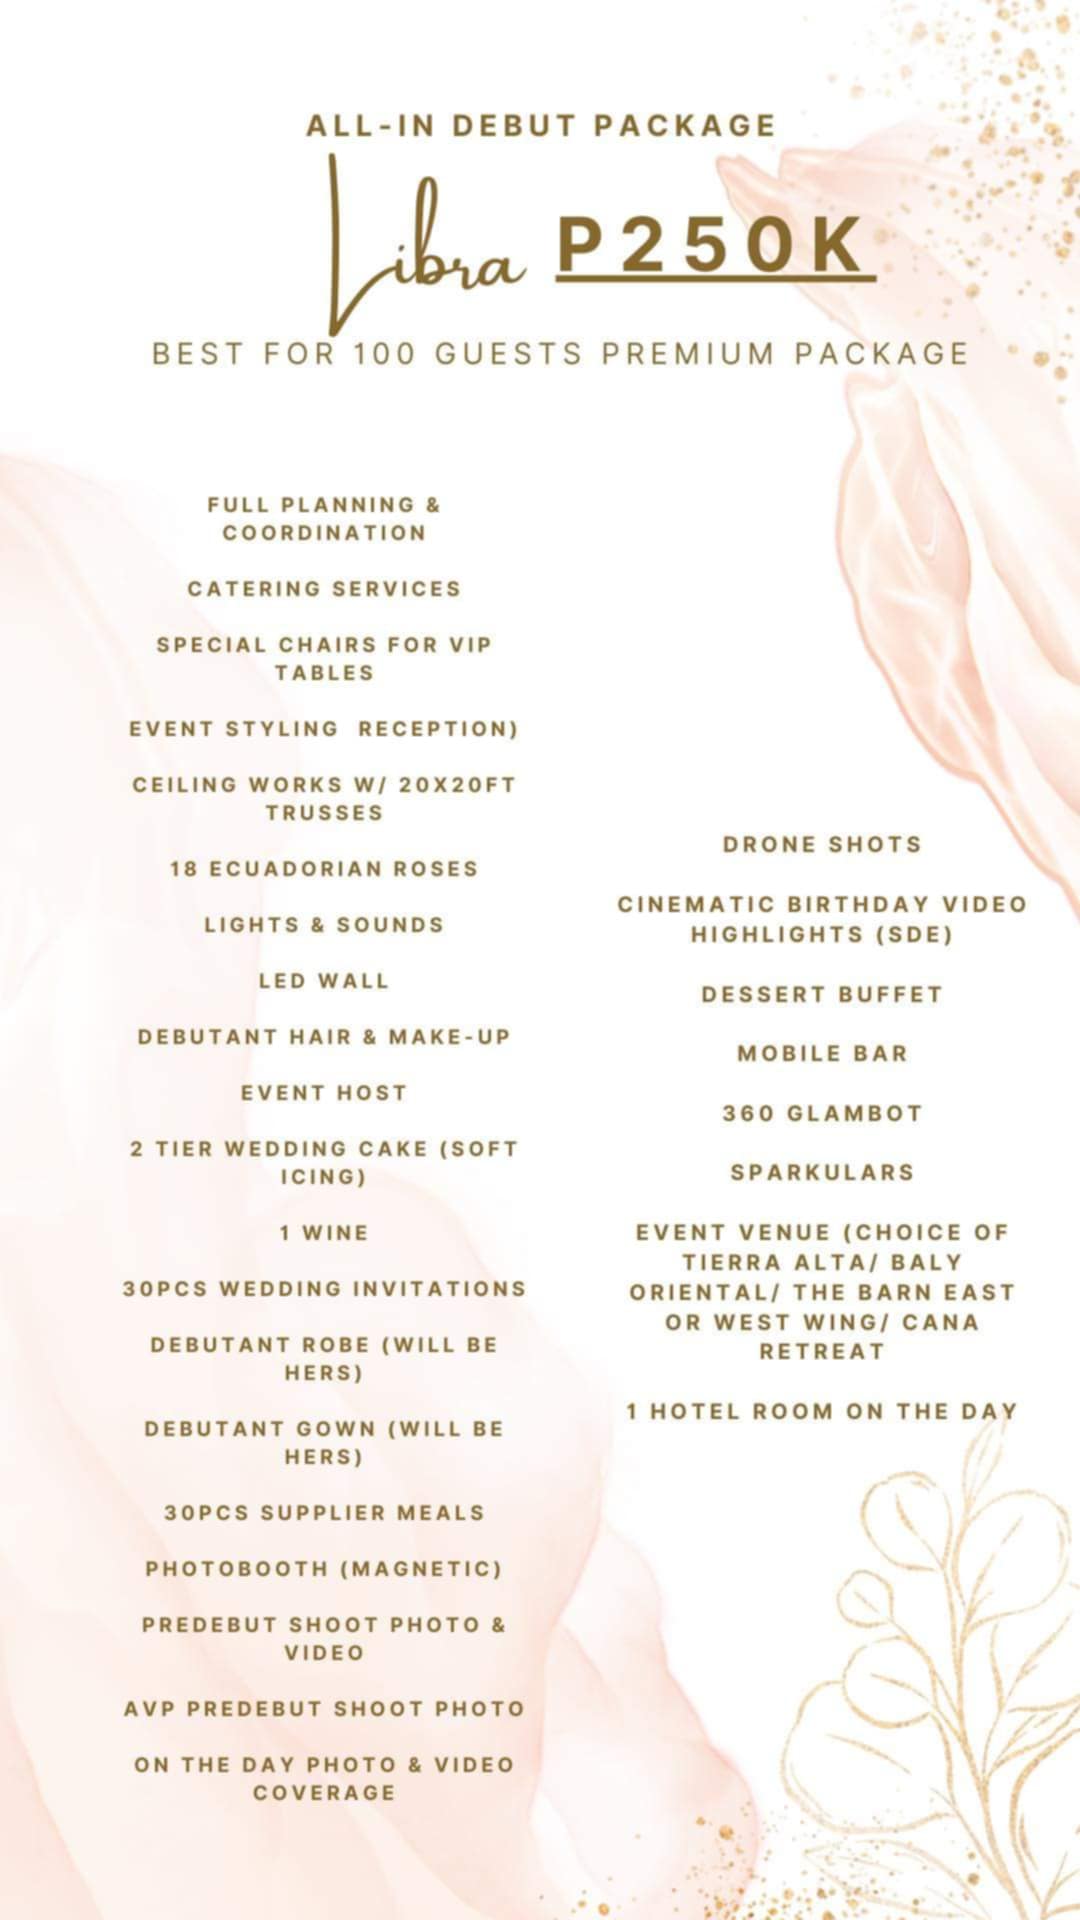 ALL-IN DEBUT PACKAGE
Libra P250K
BEST FOR 100 GUESTS PREMIUM PACKAGE
FULL PLANNING &
COORDINATION
CATERING SERVICES
SPECIAL CHAIRS FOR VIP
TABLES
EVENT STYLING  RECEPTION)
CEILING WORKS W/ 20X20FT
TRUSSES
18 ECUADORIAN ROSES
LIGHTS & SOUNDS
LED WALL
DEBUTANT HAIR & MAKE-UP
EVENT HOST
2 TIER WEDDING CAKE (SOFT
ICING)
1 WINE
30PCS WEDDING INVITATIONS
DEBUTANT ROBE (WILL BE
HERS)
DEBUTANT GOWN (WILL BE
HERS)
30PCS SUPPLIER MEALS
PHOTOBOOTH (MAGNETIC)
PREDEBUT SHOOT PHOTO &
VIDEO
AVP PREDEBUT SHOOT PHOTO
ON THE DAY PHOTO & VIDEO
COVERAGE
DRONE SHOTS
CINEMATIC BIRTHDAY VIDEO
HIGHLIGHTS (SDE)
DESSERT BUFFET
MOBILE BAR
360 GLAMBOT
SPARKULARS
EVENT VENUE (CHOICE OF
TIERRA ALTA/ BALY
ORIENTAL/ THE BARN EAST
OR WEST WING/ CANA
RETREAT
1 HOTEL ROOM ON THE DAY